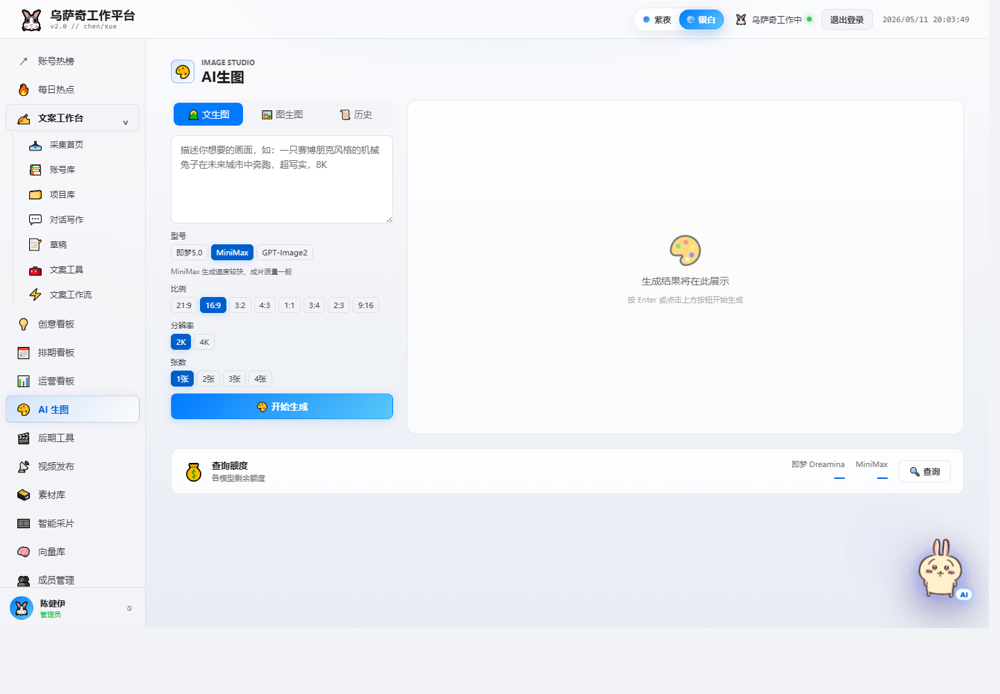 乌萨奇工作平台
v2.0 // chen/xue
紫夜
银白
乌萨奇工作中
退出登录
2026/05/11 20:03:49
账号热榜
每日热点
文案工作台
采集首页
账号库
项目库
对话写作
草稿
文案工具
文案工作流
创意看板
排期看板
运营看板
AI 生图
后期工具
视频发布
素材库
智能采片
向量库
成员管理
陈健伊
管理员
IMAGE STUDIO
AI生图
文生图
图生图
历史
描述你想要的画面，如：一只赛博朋克风格的机械
兔子在未来城市中奔跑，超写实，8K
型号
即梦5.0
MiniMax
GPT-Image2
MiniMax 生成速度较快，成片质量一般
比例
21:9
16:9
3:2
4:3
1:1
3:4
2:3
9:16
分辨率
2K
4K
张数
1张
2张
3张
4张
开始生成
生成结果将在此展示
按 Enter 或点击上方按钮开始生成
查询额度
各模型剩余额度
即梦 Dreamina
—
MiniMax
—
查询
AI